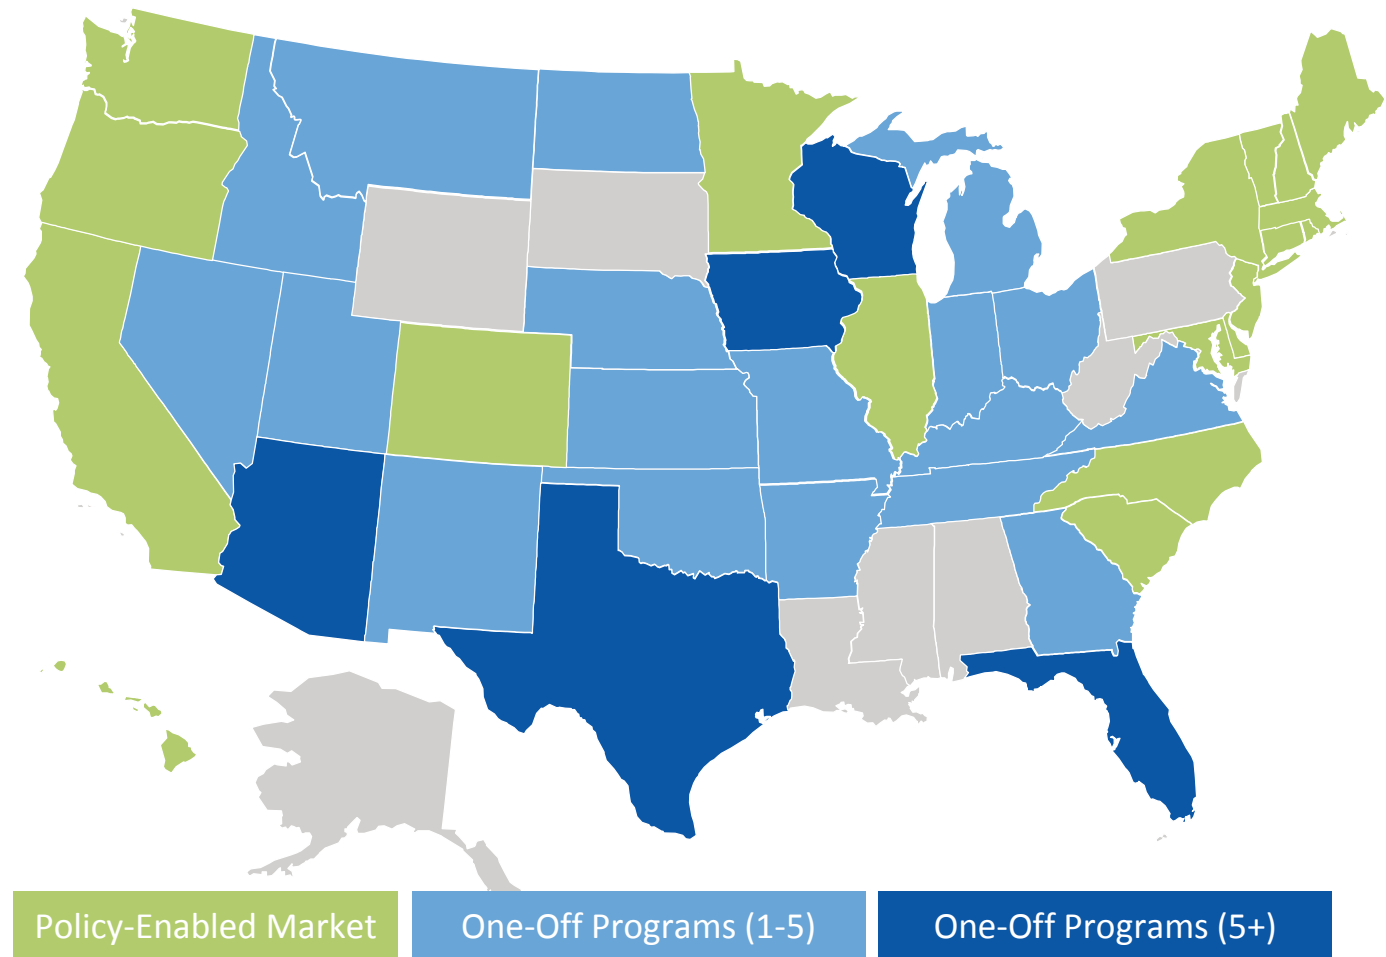 Policy-Enabled Market
One-Off Programs (1-5)
One-Off Programs (5+)